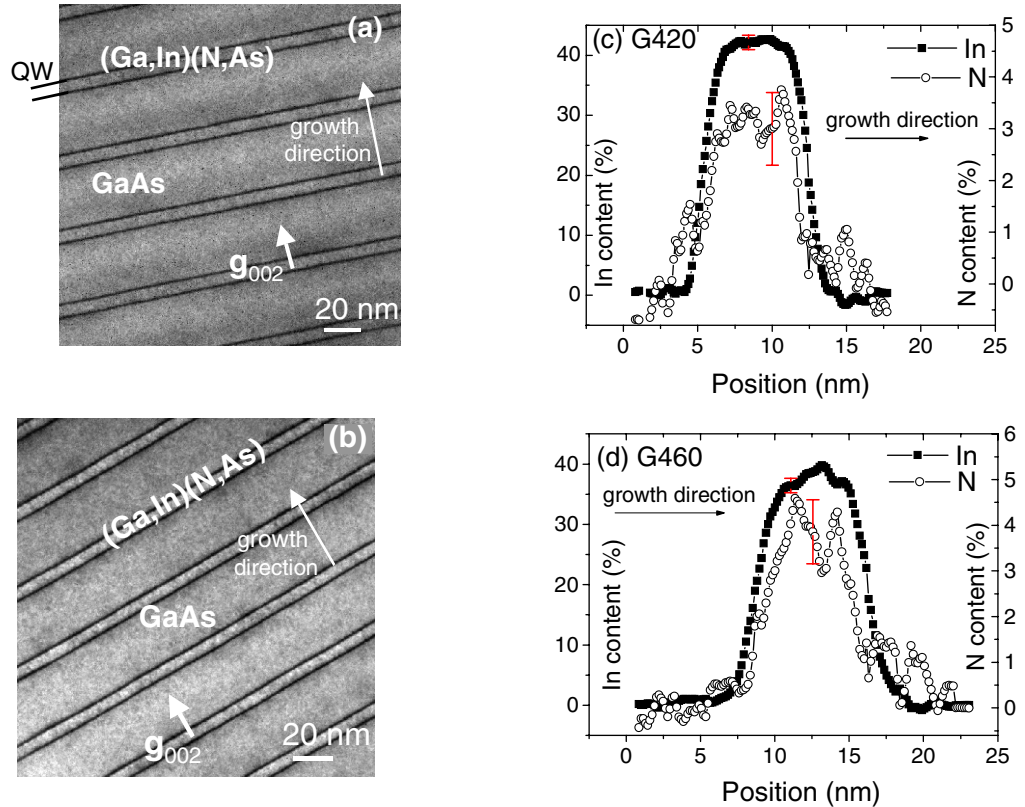 (a)
(Ga,In)(N,As)
QW
growth
direction
GaAs
g002
20 nm
(b)
(Ga,In)(N,As)
growth
direction
GaAs
g002
20 nm
(c) G420
In
N
growth direction
In content (%)
N content (%)
40
30
20
10
0
5
4
3
2
1
0
0 5 10 15 20 25
Position (nm)
(d) G460
In
N
growth direction
In content (%)
N content (%)
40
30
20
10
0
6
5
4
3
2
1
0
0 5 10 15 20 25
Position (nm)